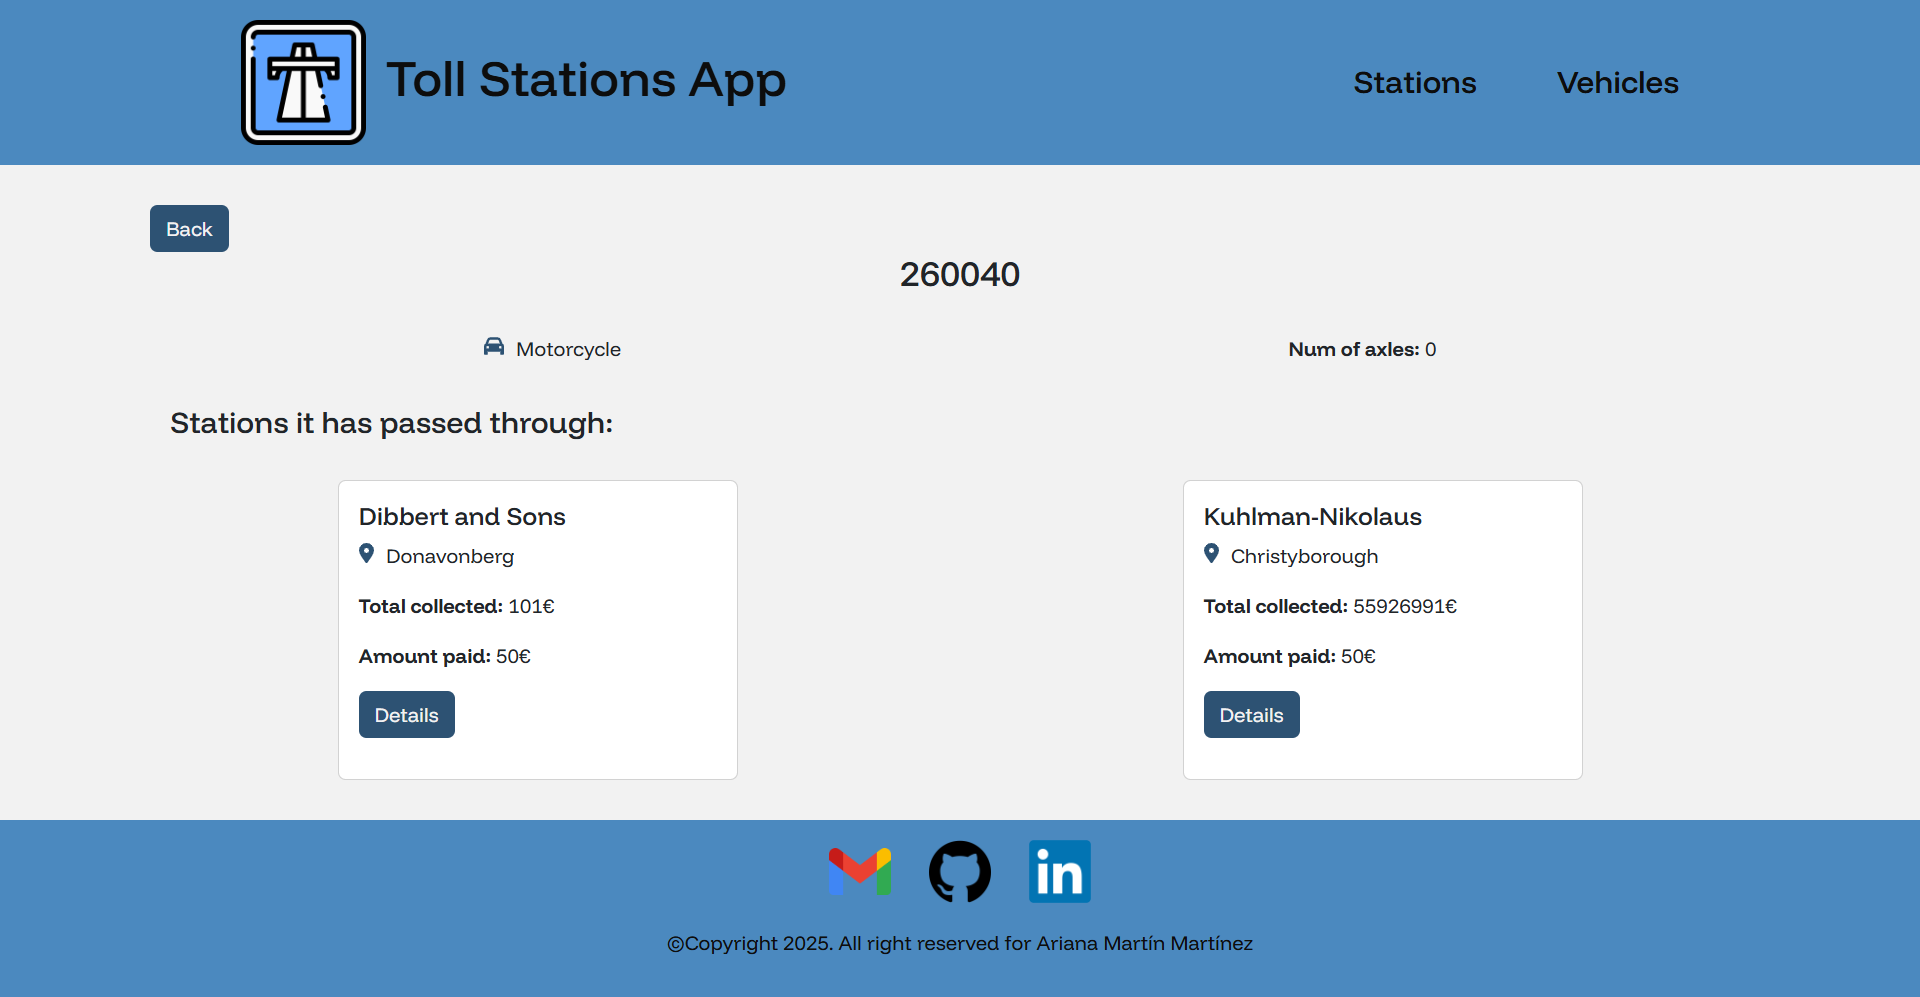 Toll Stations App
Stations
Vehicles
Back
260040
Motorcycle
Num of axles: 0
Stations it has passed through:
Dibbert and Sons
Donavonberg
Total collected: 101€
Amount paid: 50€
Details
Kuhlman-Nikolaus
Christyborough
Total collected: 55926991€
Amount paid: 50€
Details
in
©Copyright 2025. All right reserved for Ariana Martín Martínez